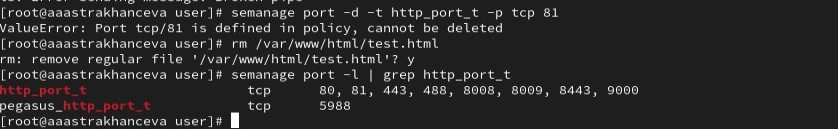 [root@aaastrakhanceva user]# semanage port -d -t http_port_t -p tcp 81
ValueError: Port tcp/81 is defined in policy, cannot be deleted
[root@aaastrakhanceva user]# rm /var/www/html/test.html
rm: remove regular file '/var/www/html/test.html'? y
[root@aaastrakhanceva user]# semanage port -l | grep http_port_t
http_port_t                    tcp      80, 81, 443, 488, 8008, 8009, 8443, 9000
pegasus_http_port_t            tcp      5988
[root@aaastrakhanceva user]#